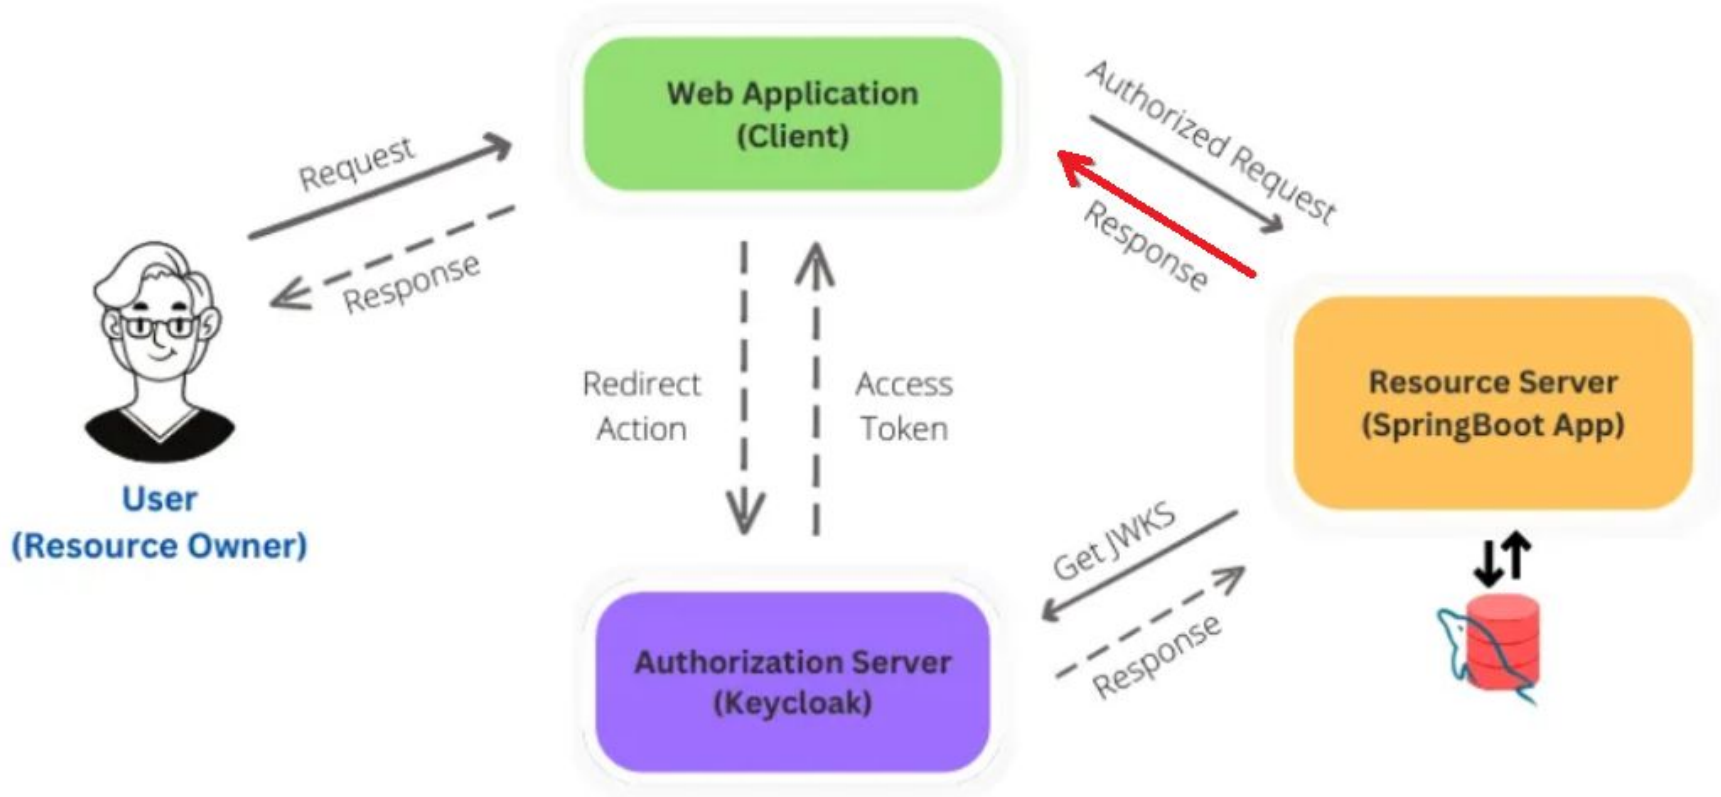 Web Application
(Client)
Authorized Request
Request
Response
Response
Redirect
Action
Access
Token
Resource Server
(SpringBoot App)
User
(Resource Owner)
Get JWKS
Response
Authorization Server
(Keycloak)